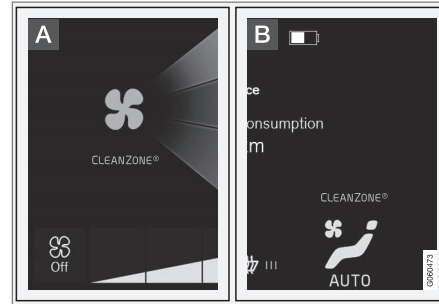 A
CLEANZONE®
Off
B
ce
onsumption
m
CLEANZONE®
AUTO
G060473